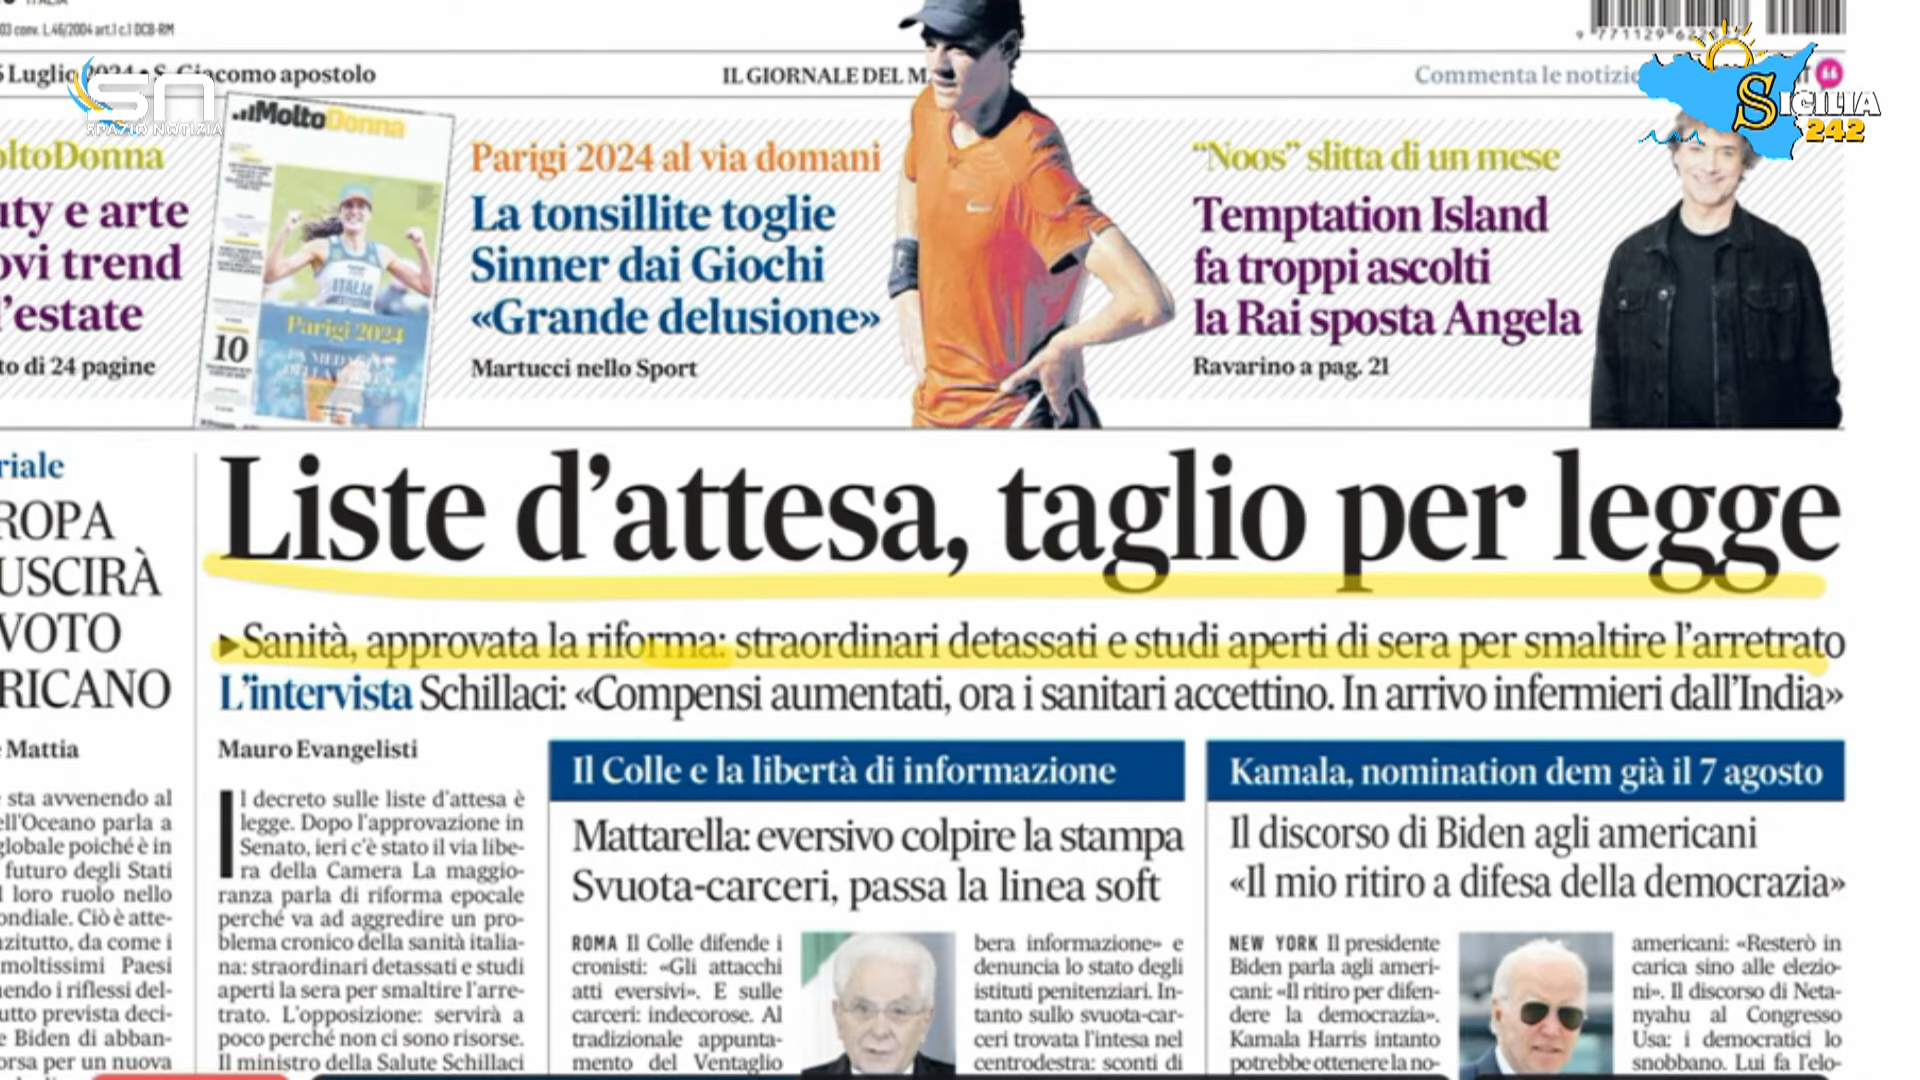 03 conv. L.46/2004 art.1 c.1 DCB-RM
Luglio 2024 • S. Giacomo apostolo
IL GIORNALE DEL M
Commenta le notizie
SN
SPAZIO NOTIZIA
SICILIA
242
oltoDonna
uty e arte
ovi trend
l'estate
to di 24 pagine
MoltoDonna
ITALIA
Parigi 2024
10
Parigi 2024 al via domani
La tonsillite toglie
Sinner dai Giochi
«Grande delusione»
Martucci nello Sport
“Noos” slitta di un mese
Temptation Island
fa troppi ascolti
la Rai sposta Angela
Ravarino a pag. 21
riale
ROPA
USCIRÀ
VOTO
RICANO
Mattia
sta avvenendo al
ell'Oceano parla a
globale poiché è in
futuro degli Stati
loro ruolo nello
ondiale. Ciò è atte-
nzitutto, da come i
moltissimi Paesi
nendo i riflessi del-
utto prevista deci-
e Biden di abban-
orsa per un nuova
Liste d'attesa, taglio per legge
►Sanità, approvata la riforma: straordinari detassati e studi aperti di sera per smaltire l'arretrato
L'intervista Schillaci: «Compensi aumentati, ora i sanitari accettino. In arrivo infermieri dall'India»
Mauro Evangelisti
Il decreto sulle liste d'attesa è
legge. Dopo l'approvazione in
Senato, ieri c'è stato il via libe-
ra della Camera La maggio-
ranza parla di riforma epocale
perché va ad aggredire un pro-
blema cronico della sanità italia-
na: straordinari detassati e studi
aperti la sera per smaltire l'arre-
trato. L'opposizione: servirà a
poco perché non ci sono risorse.
Il ministro della Salute Schillaci
Il Colle e la libertà di informazione
Mattarella: eversivo colpire la stampa
Svuota-carceri, passa la linea soft
ROMA Il Colle difende i
cronisti: «Gli attacchi
atti eversivi». E sulle
carceri: indecorose. Al
tradizionale appunta-
mento del Ventaglio
bera informazione» e
denuncia lo stato degli
istituti penitenziari. In-
tanto sullo svuota-car-
ceri trovata l'intesa nel
centrodestra: sconti di
Kamala, nomination dem già il 7 agosto
Il discorso di Biden agli americani
«Il mio ritiro a difesa della democrazia»
NEW YORK Il presidente
Biden parla agli ameri-
cani: «Il ritiro per difen-
dere la democrazia».
Kamala Harris intanto
potrebbe ottenere la no-
americani: «Resterò in
carica sino alle elezio-
ni». Il discorso di Neta-
nyahu al Congresso
Usa: i democratici lo
snobbano. Lui fa l'elo-